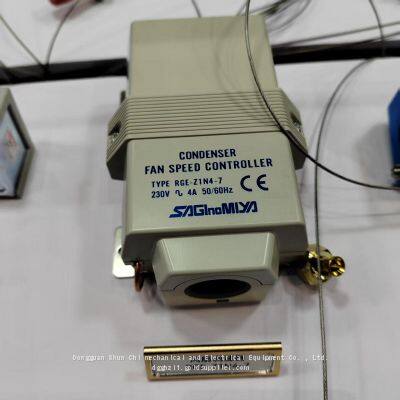 CONDENSER
FAN SPEED CONTROLLER
TYPE RGE-Z1N4-7
230V ∿ 4A 50/60Hz CE
SAGInoMIYA
Dongguan Shun Chi mechanical and Electrical Equipment Co. , Ltd.